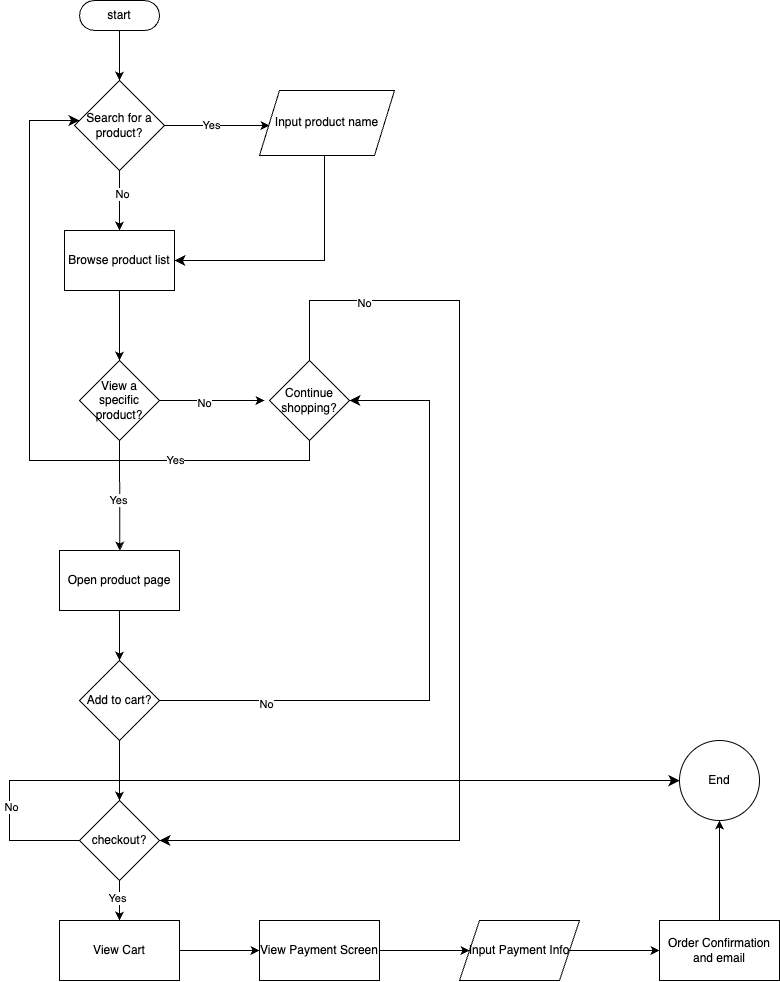 start
Search for a
product?
Yes
Input product name
No
Browse product list
No
View a
specific
product?
No
Continue
shopping?
Yes
Yes
Open product page
Add to cart?
No
End
No
checkout?
Yes
View Cart
View Payment Screen
Input Payment Info
Order Confirmation
and email